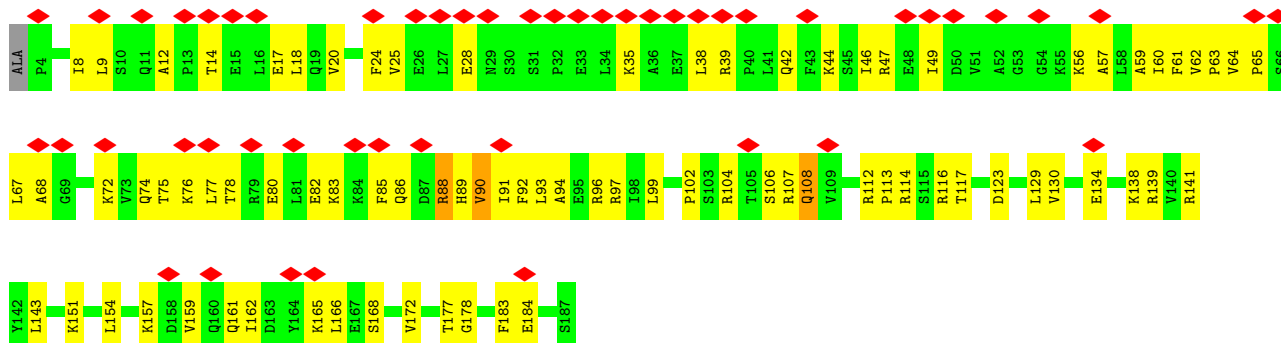 ALA P4 I8 L9 S10 Q11 A12 P13 T14 E15 L16 E17 L18 Q19 V20 F24 V25 E26 L27 E28 N29 S30 S31 P32 E33 L34 K35 A36 E37 L38 R39 P40 L41 Q42 F43 K44 S45 I46 R47 E48 I49 D50 V51 A52 G53 G54 K55 K56 A57 L58 A59 I60 F61 V62 P63 V64 P65 S66
L67 A68 G69 K72 V73 Q74 T75 K76 L77 T78 R79 E80 L81 E82 K83 K84 F85 Q86 D87 R88 H89 V90 I91 F92 L93 A94 E95 R96 R97 I98 L99 P102 S103 R104 T105 S106 R107 Q108 V109 R112 P113 R114 S115 R116 T117 D123 L129 V130 E134 K138 R139 V140 R141
Y142 L143 K151 L154 K157 D158 V159 Q160 Q161 I162 D163 Y164 K165 L166 E167 S168 V172 T177 G178 F183 E184 S187